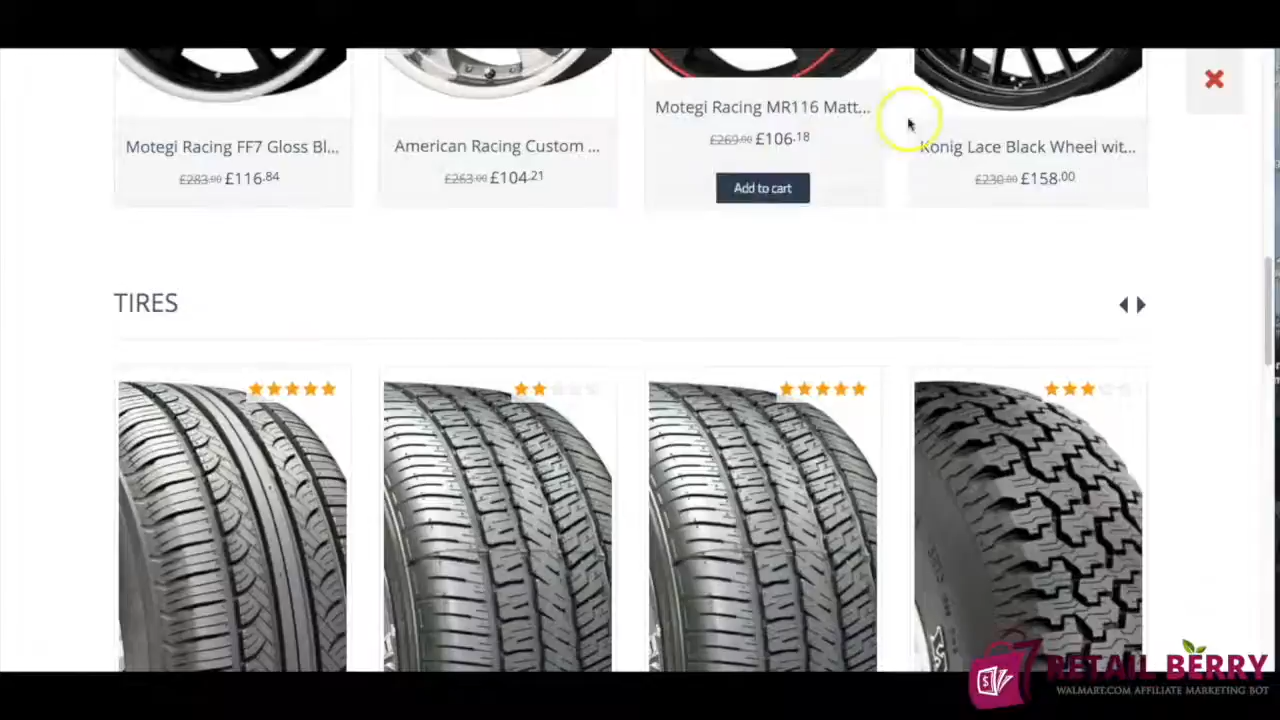 Motegi Racing MR116 Matt...
£269.00 £106.18
Motegi Racing FF7 Gloss Bl...
American Racing Custom ...
Konig Lace Black Wheel wit...
£283.00 £116.84
£263.00 £104.21
Add to cart
£230.00 £158.00
TIRES
RETAIL BERRY
WALMART.COM AFFILIATE MARKETING BOT